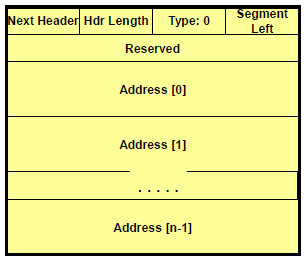 Next Header Hdr Length Type: 0 Segment Left
Reserved
Address [0]
Address [1]
. . . . .
Address [n-1]